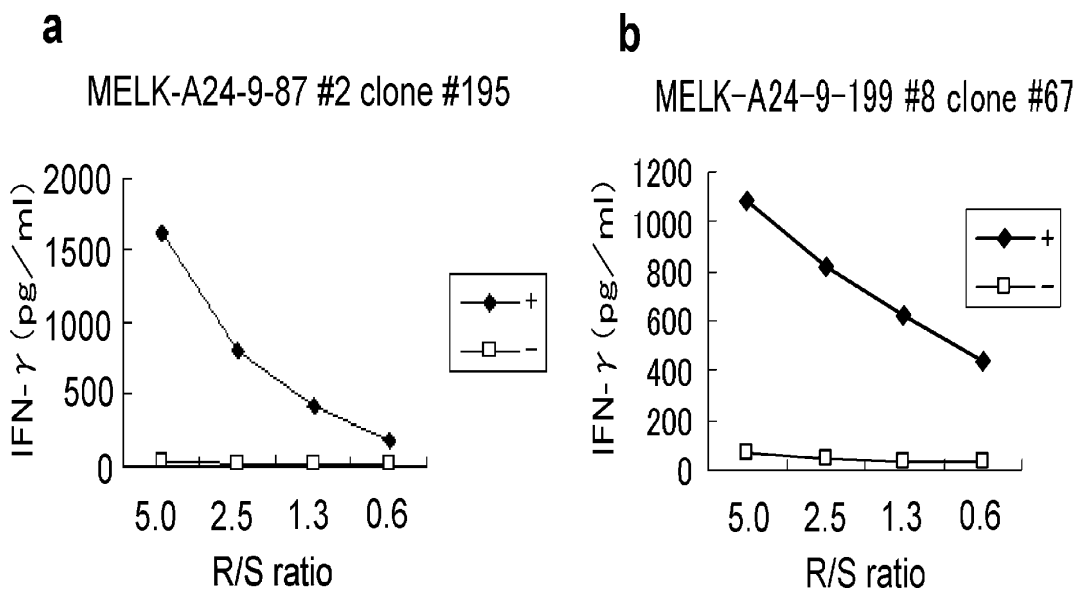 a
MELK-A24-9-87 #2 clone #195
IFN-γ (pg/ml)
2000
1500
1000
500
0
5.0 2.5 1.3 0.6
R/S ratio
+
-
b
MELK-A24-9-199 #8 clone #67
IFN-γ (pg/ml)
1200
1000
800
600
400
200
0
5.0 2.5 1.3 0.6
R/S ratio
+
-